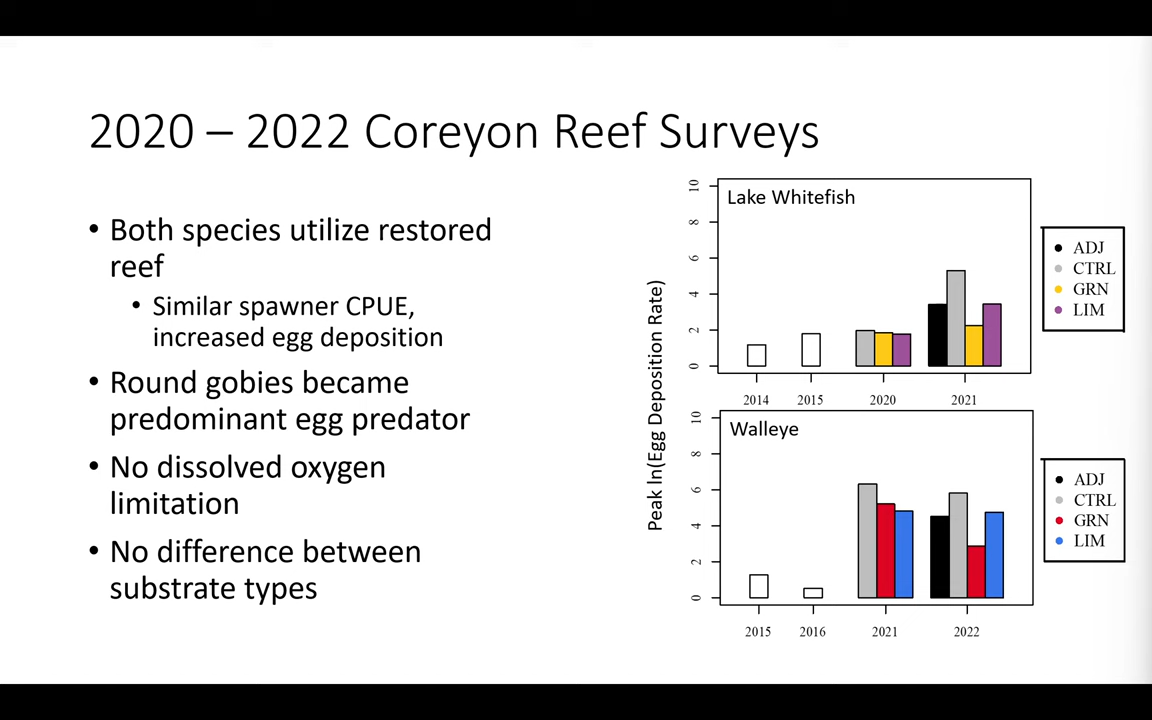 2020 – 2022 Coreyon Reef Surveys
• Both species utilize restored
reef
• Similar spawner CPUE,
increased egg deposition
• Round gobies became
predominant egg predator
• No dissolved oxygen
limitation
• No difference between
substrate types
Peak ln(Egg Deposition Rate)
Lake Whitefish
10
8
6
4
2
0
2014 2015 2020 2021
ADJ
CTRL
GRN
LIM
Walleye
10
8
6
4
2
0
2015 2016 2021 2022
ADJ
CTRL
GRN
LIM